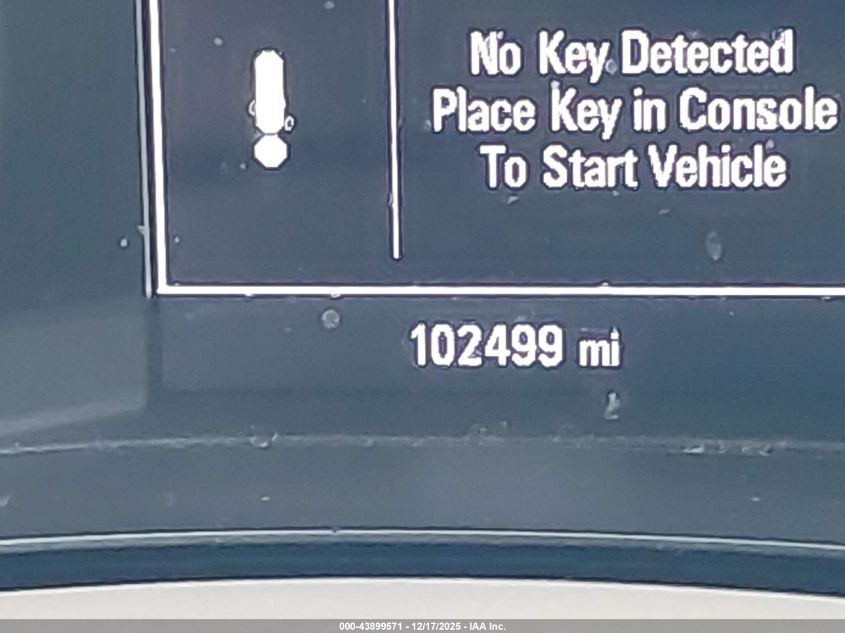 No Key Detected
Place Key in Console
To Start Vehicle
102499 mi
000-43899571 - 12/17/2025 - IAA Inc.